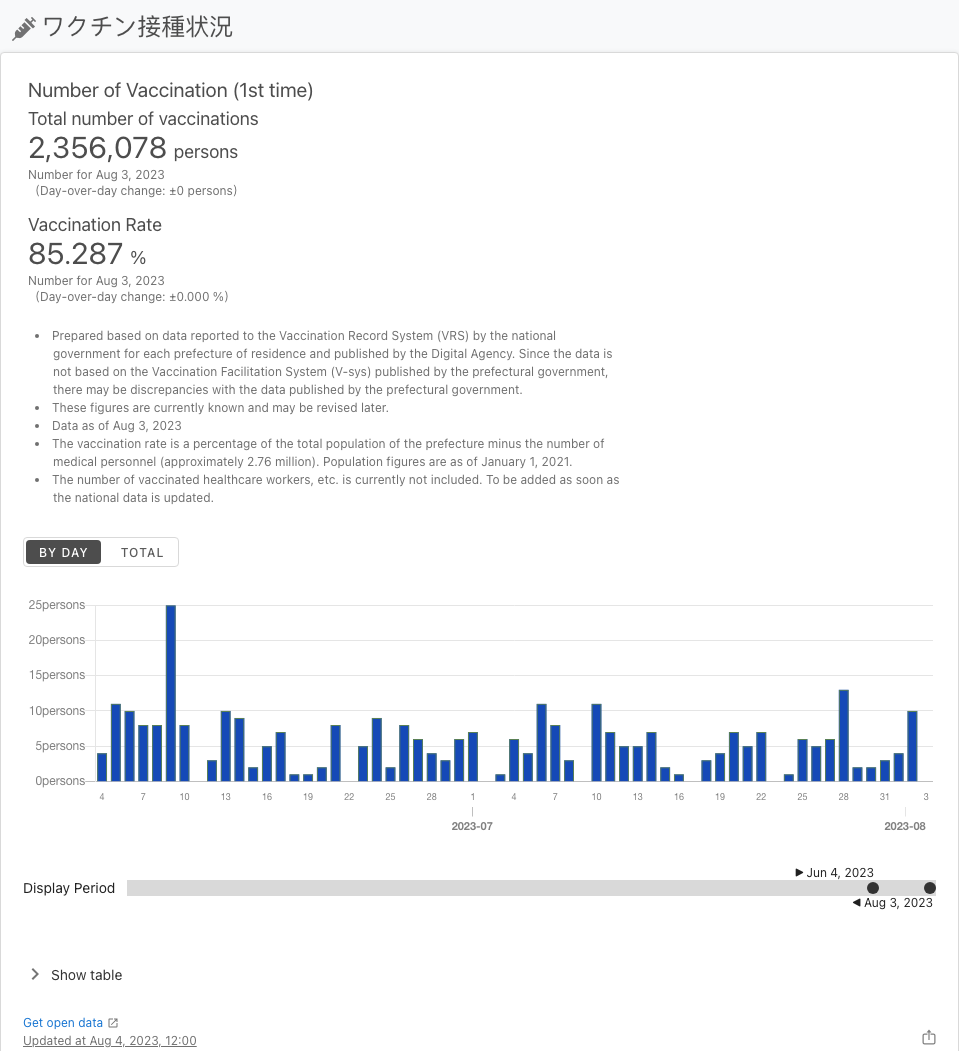 ワクチン接種状況
Number of Vaccination (1st time)
Total number of vaccinations
2,356,078 persons
Number for Aug 3, 2023
(Day-over-day change: ±0 persons)
Vaccination Rate
85.287 %
Number for Aug 3, 2023
(Day-over-day change: ±0.000 %)
• Prepared based on data reported to the Vaccination Record System (VRS) by the national
government for each prefecture of residence and published by the Digital Agency. Since the data is
not based on the Vaccination Facilitation System (V-sys) published by the prefectural government,
there may be discrepancies with the data published by the prefectural government.
• These figures are currently known and may be revised later.
• Data as of Aug 3, 2023
• The vaccination rate is a percentage of the total population of the prefecture minus the number of
medical personnel (approximately 2.76 million). Population figures are as of January 1, 2021.
• The number of vaccinated healthcare workers, etc. is currently not included. To be added as soon as
the national data is updated.
BY DAY TOTAL
25persons
20persons
15persons
10persons
5persons
0persons
4 7 10 13 16 19 22 25 28 1 4 7 10 13 16 19 22 25 28 31 3
2023-07 2023-08
▶ Jun 4, 2023
Display Period
◀ Aug 3, 2023
Show table
Get open data
Updated at Aug 4, 2023, 12:00